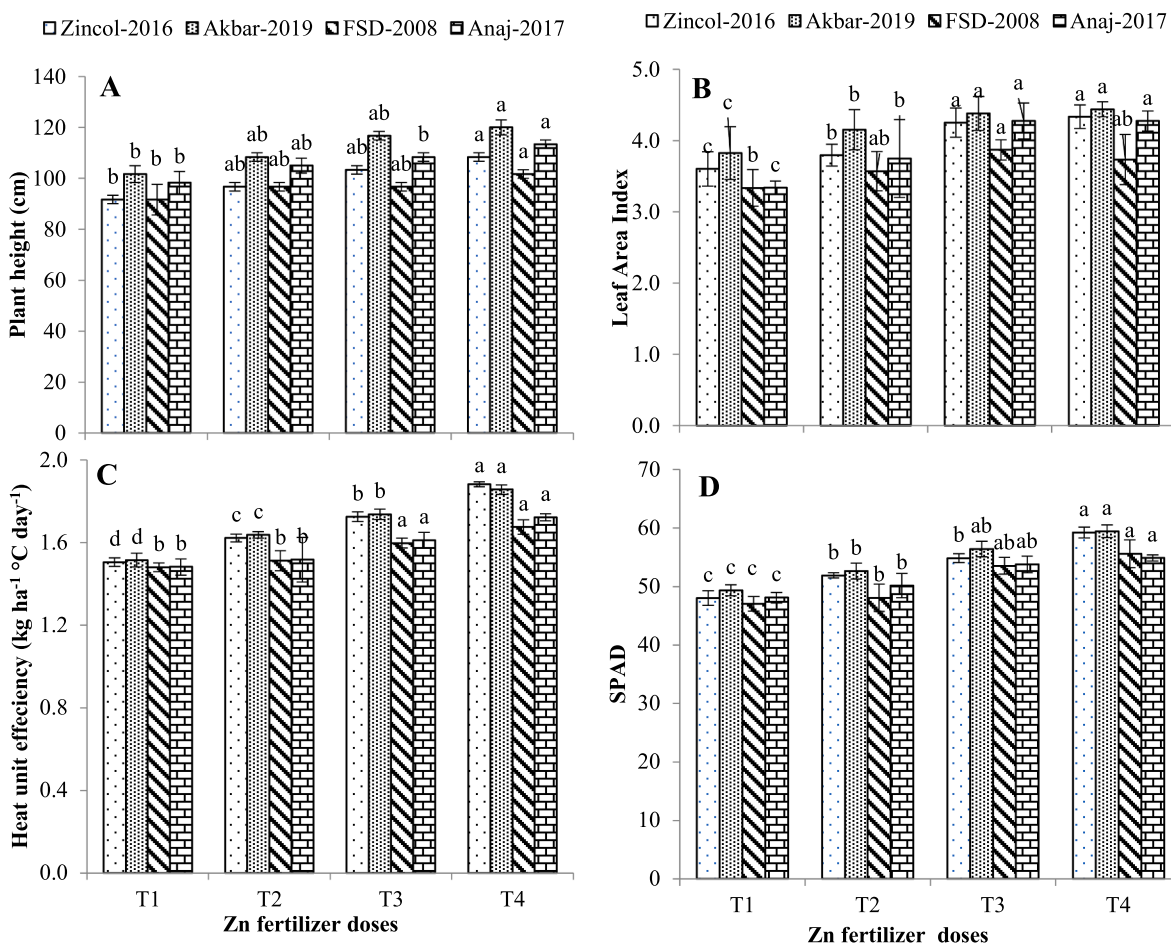 Zincol-2016 Akbar-2019 FSD-2008 Anaj-2017
A
Plant height (cm)
140
120
100
80
60
40
20
0
b b b b
ab ab ab ab
ab ab ab b
a a a a
Zincol-2016 Akbar-2019 FSD-2008 Anaj-2017
B
Leaf Area Index
5.0
4.0
3.0
2.0
1.0
0.0
c c b c
b b ab b
a a a a
a a ab a
C
Heat unit effeciency (kg ha-1 °C day-1)
2.0
1.6
1.2
0.8
0.4
0.0
d d b b
c c b b
b b a a
a a a a
T1 T2 T3 T4
Zn fertilizer doses
D
SPAD
70
60
50
40
30
20
10
0
c c c c
b b b b
b ab ab ab
a a a a
T1 T2 T3 T4
Zn fertilizer doses